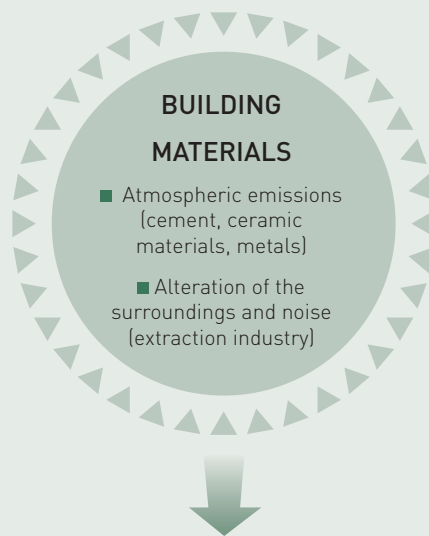 BUILDING
MATERIALS
■ Atmospheric emissions
(cement, ceramic
materials, metals)
■ Alteration of the
surroundings and noise
(extraction industry)